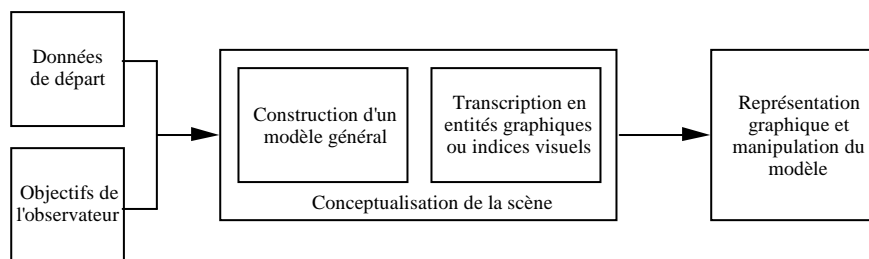 Données
de départ
Objectifs de
l'observateur
Construction d'un
modèle général
Transcription en
entités graphiques
ou indices visuels
Conceptualisation de la scène
Représentation
graphique et
manipulation du
modèle